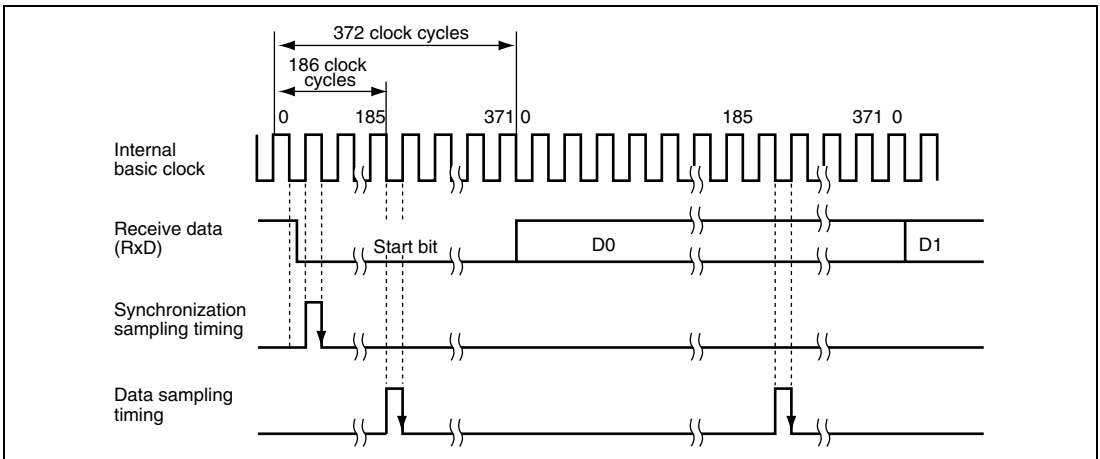 372 clock cycles
186 clock
cycles
0 185 371 0 185 371 0
Internal
basic clock
Receive data
(RxD)
Start bit D0 D1
Synchronization
sampling timing
Data sampling
timing